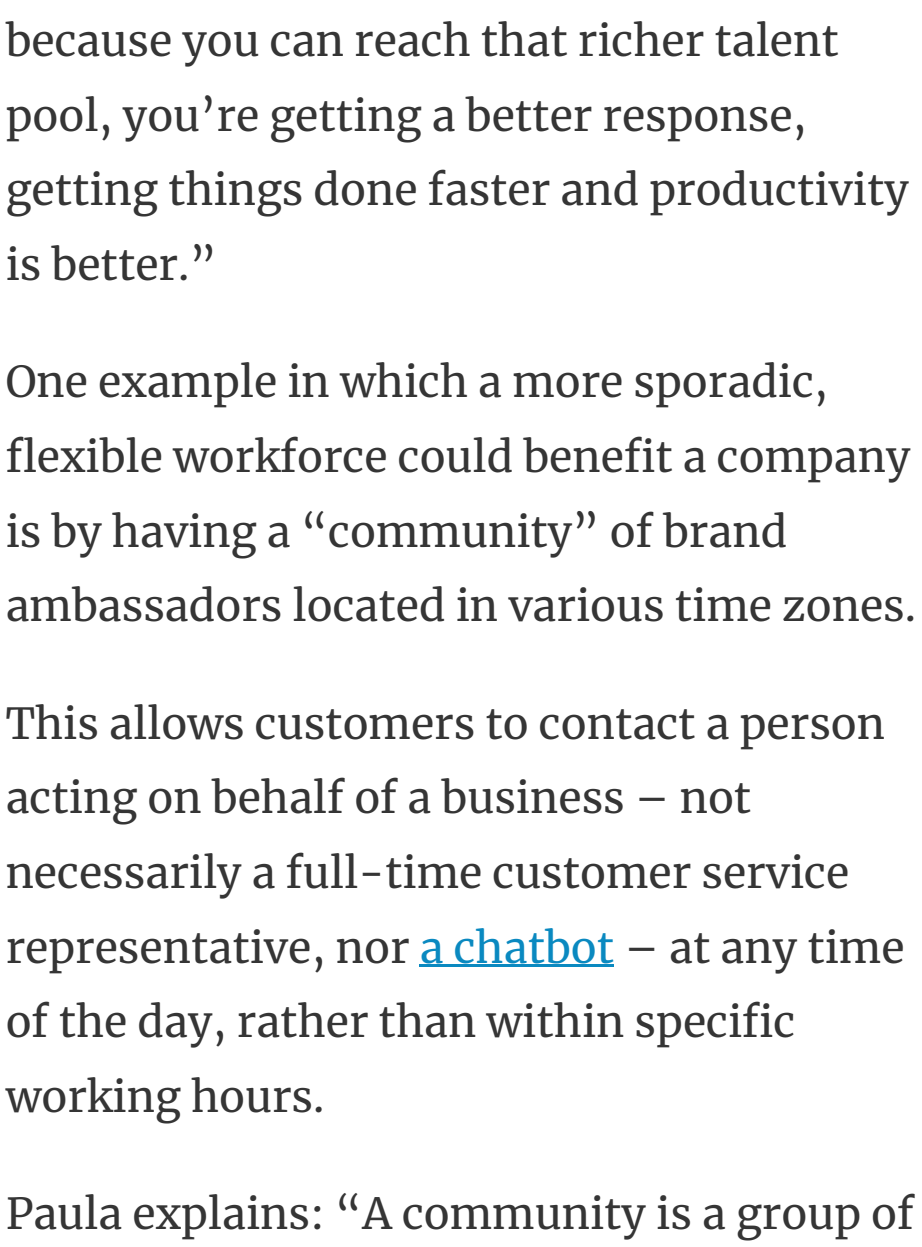 because you can reach that richer talent
pool, you’re getting a better response,
getting things done faster and productivity
is better.”
One example in which a more sporadic,
flexible workforce could benefit a company
is by having a “community” of brand
ambassadors located in various time zones.
This allows customers to contact a person
acting on behalf of a business – not
necessarily a full-time customer service
representative, nor a chatbot – at any time
of the day, rather than within specific
working hours.
Paula explains: “A community is a group of